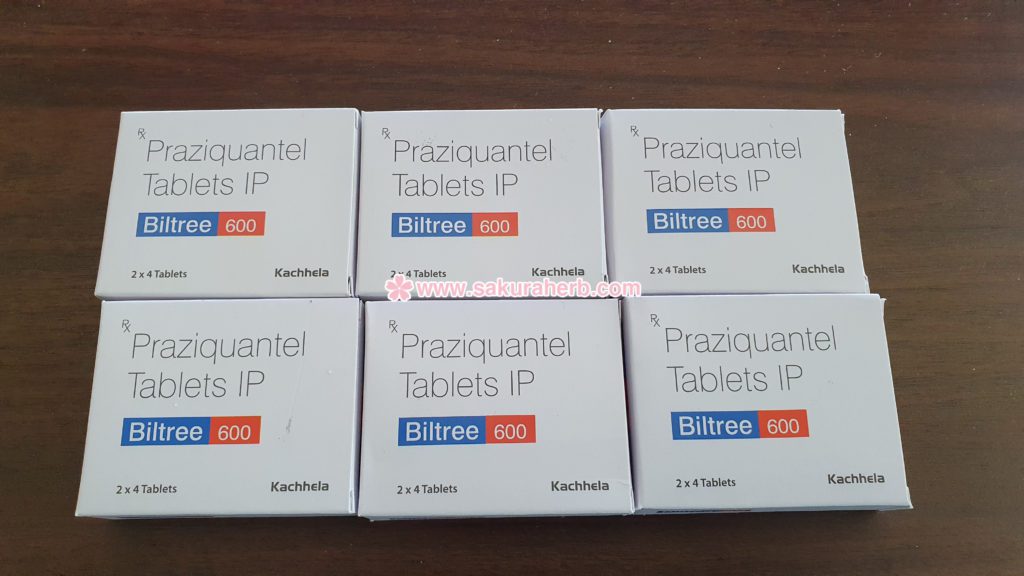 Rx
Praziquantel
Tablets IP
Biltree 600
2 x 4 Tablets Kachhela
Rx
Praziquantel
Tablets IP
Biltree 600
2 x 4 Tablets Kachhela
Rx
Praziquantel
Tablets IP
Biltree 600
2 x 4 Tablets Kachhela
www.sakuraherb.com
Rx
Praziquantel
Tablets IP
Biltree 600
2 x 4 Tablets Kachhela
Rx
Praziquantel
Tablets IP
Biltree 600
2 x 4 Tablets Kachhela
Rx
Praziquantel
Tablets IP
Biltree 600
2 x 4 Tablets Kachhela